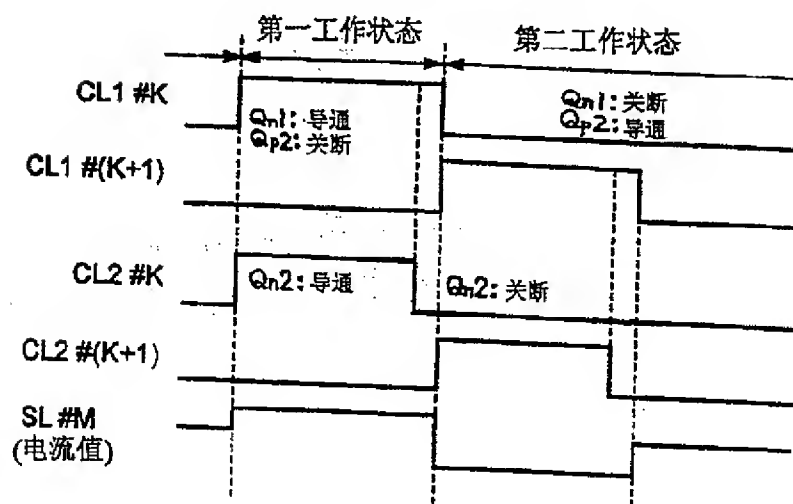 第一工作状态
第二工作状态
CL1 #K
Qn1: 导通
Qp2: 关断
Qn1: 关断
Qp2: 导通
CL1 #(K+1)
CL2 #K
Qn2: 导通
Qn2: 关断
CL2 #(K+1)
SL #M
(电流值)